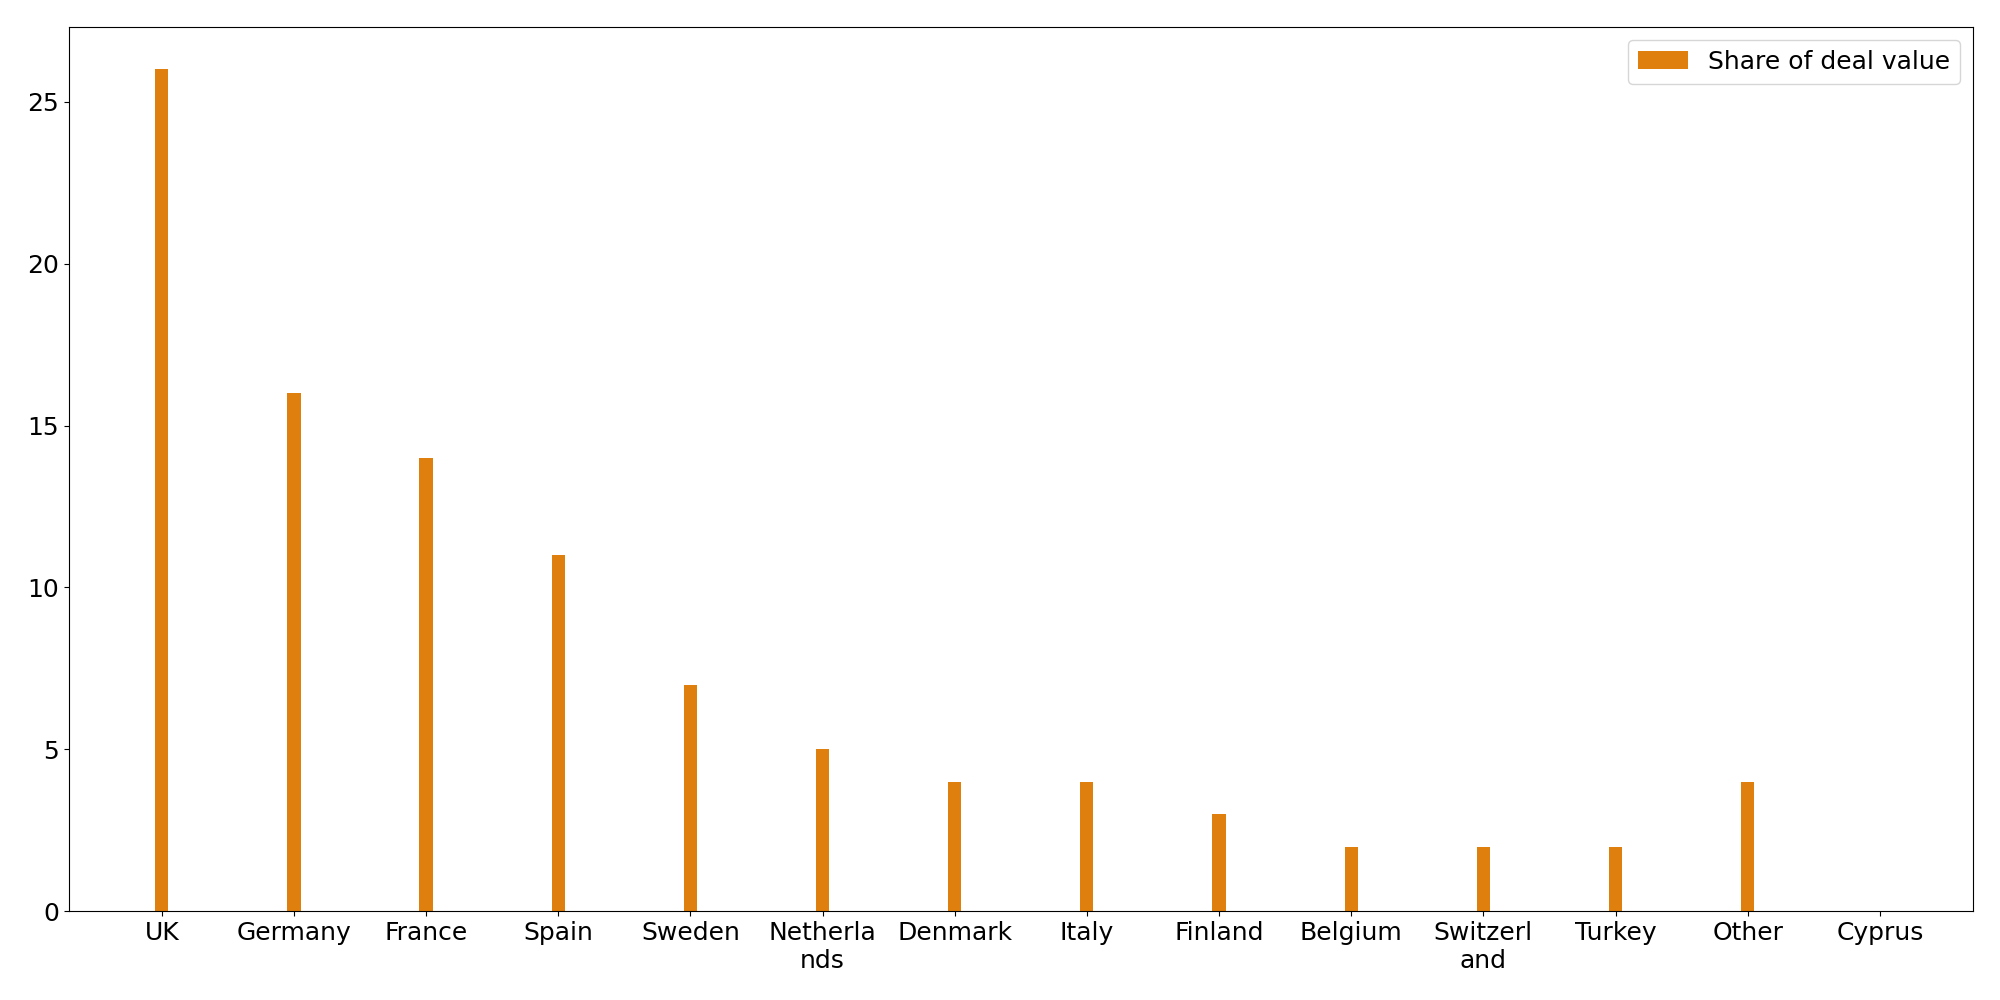 Share of deal value
25
20
15
10
5
0
UK Germany France Spain Sweden Netherla Denmark Italy Finland Belgium Switzerl Turkey Other Cyprus
nds and